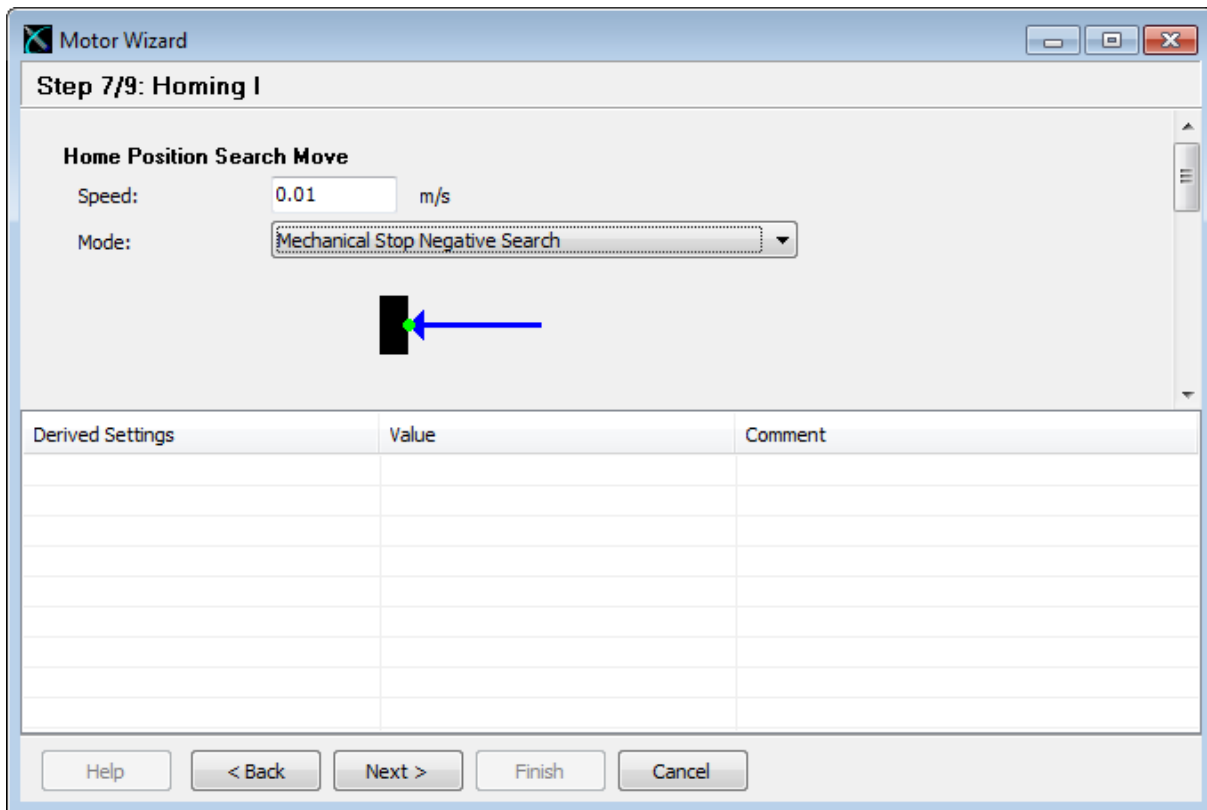 Motor Wizard
Step 7/9: Homing I
Home Position Search Move
Speed: 0.01 m/s
Mode: Mechanical Stop Negative Search
Derived Settings Value Comment
Help < Back Next > Finish Cancel